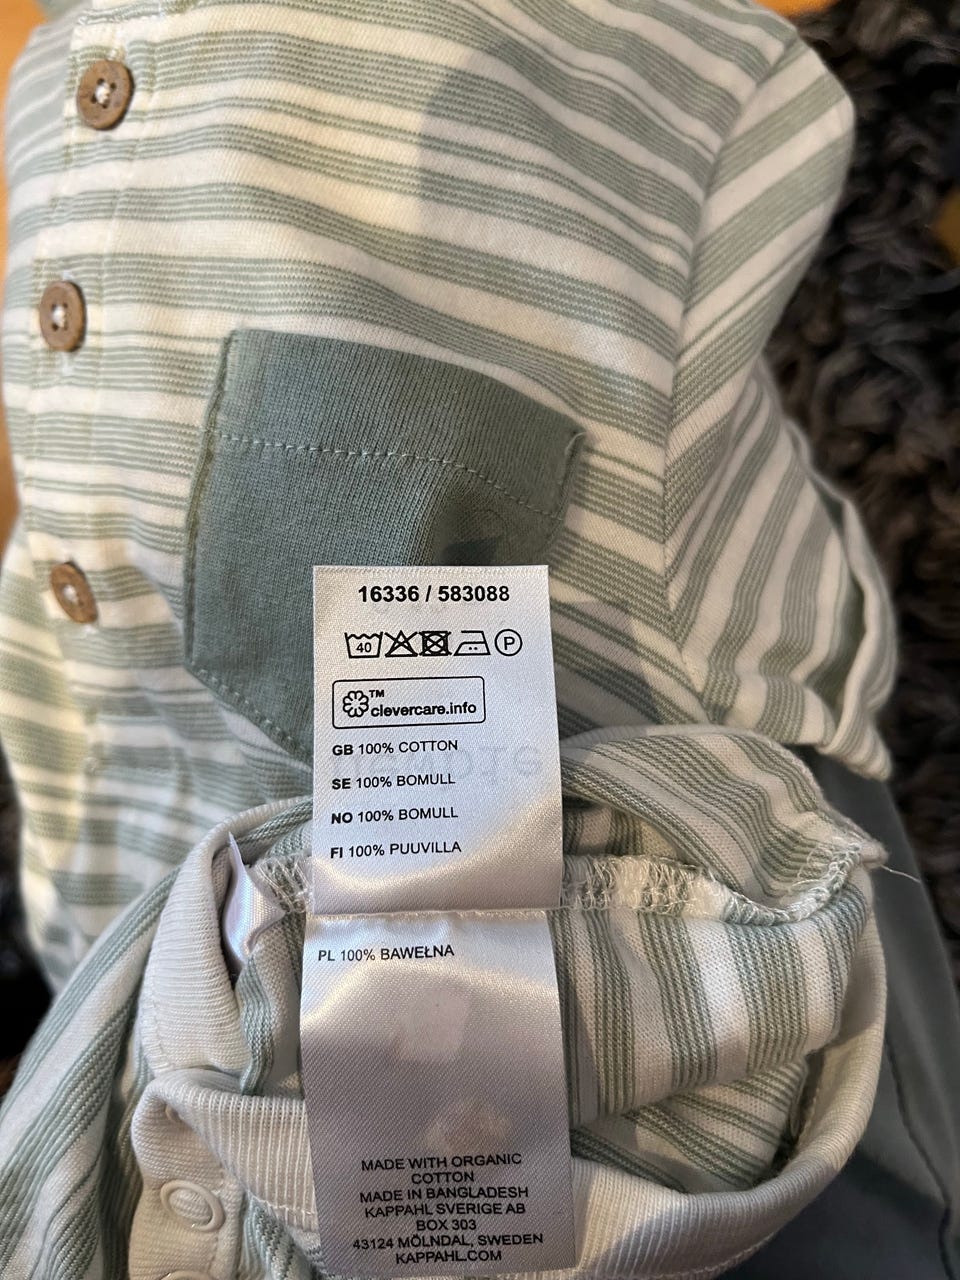 16336 / 583088
40 P
TM
clevercare.info
GB 100% COTTON
SE 100% BOMULL
NO 100% BOMULL
FI 100% PUUVILLA
PL 100% BAWEŁNA
MADE WITH ORGANIC
COTTON
MADE IN BANGLADESH
KAPPAHL SVERIGE AB
BOX 303
43124 MÖLNDAL, SWEDEN
KAPPAHL.COM